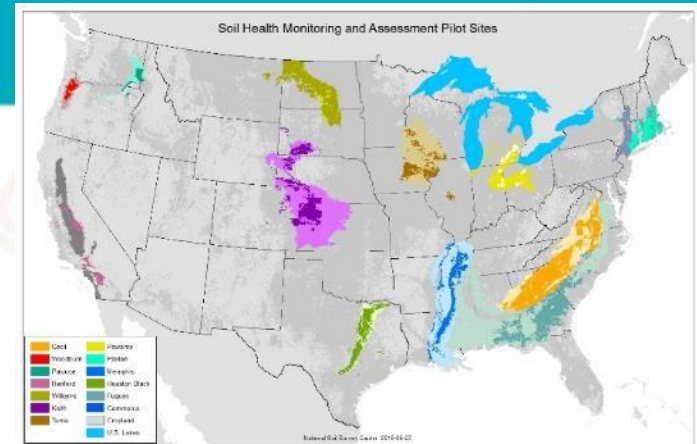 Soil Health Monitoring and Assessment Pilot Sites
Cecil
Woodburn
Palouse
Hanford
Williams
Keith
Tama
Pewamo
Paxton
Memphis
Houston Black
Fuquay
Commerce
Cropland
U.S. Lakes
National Soil Survey Center